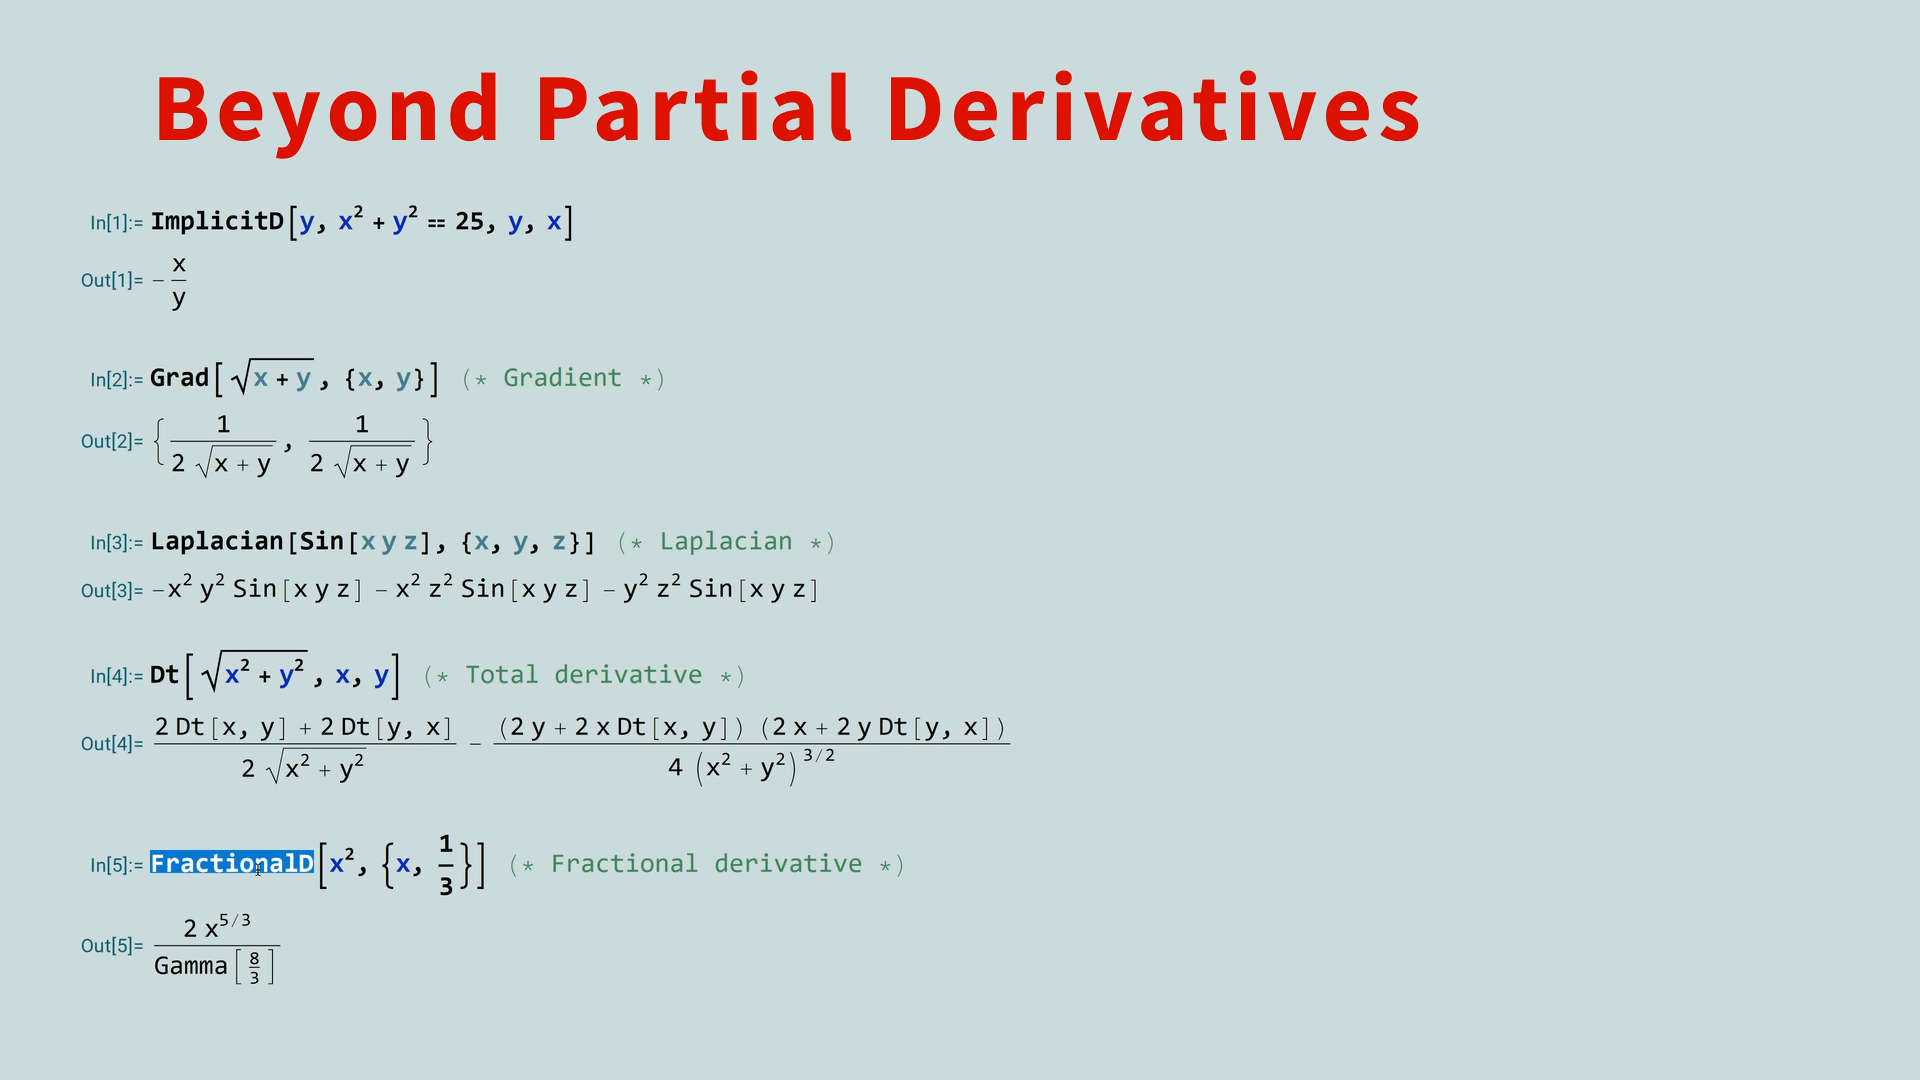 Beyond Partial Derivatives
In[1]:= ImplicitD[y, x² + y² == 25, y, x]
Out[1]= - x/y
In[2]:= Grad[√(x + y), {x, y}] (* Gradient *)
Out[2]= {1/(2 √(x + y)), 1/(2 √(x + y))}
In[3]:= Laplacian[Sin[x y z], {x, y, z}] (* Laplacian *)
Out[3]= -x² y² Sin[x y z] - x² z² Sin[x y z] - y² z² Sin[x y z]
In[4]:= Dt[√(x² + y²), x, y] (* Total derivative *)
Out[4]= (2 Dt[x, y] + 2 Dt[y, x])/(2 √(x² + y²)) - ((2 y + 2 x Dt[x, y]) (2 x + 2 y Dt[y, x]))/(4 (x² + y²)^(3/2))
In[5]:= FractionalD[x², {x, 1/3}] (* Fractional derivative *)
Out[5]= (2 x^(5/3))/Gamma[8/3]